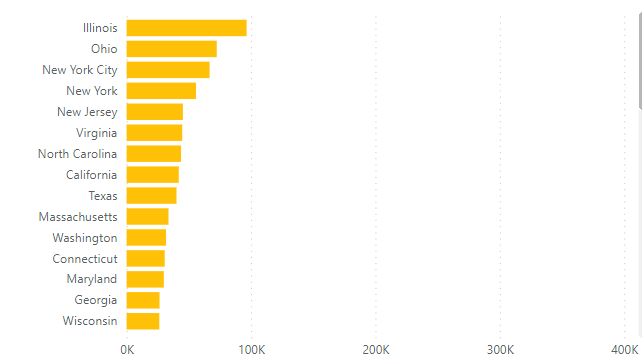 Illinois
Ohio
New York City
New York
New Jersey
Virginia
North Carolina
California
Texas
Massachusetts
Washington
Connecticut
Maryland
Georgia
Wisconsin
0K 100K 200K 300K 400K